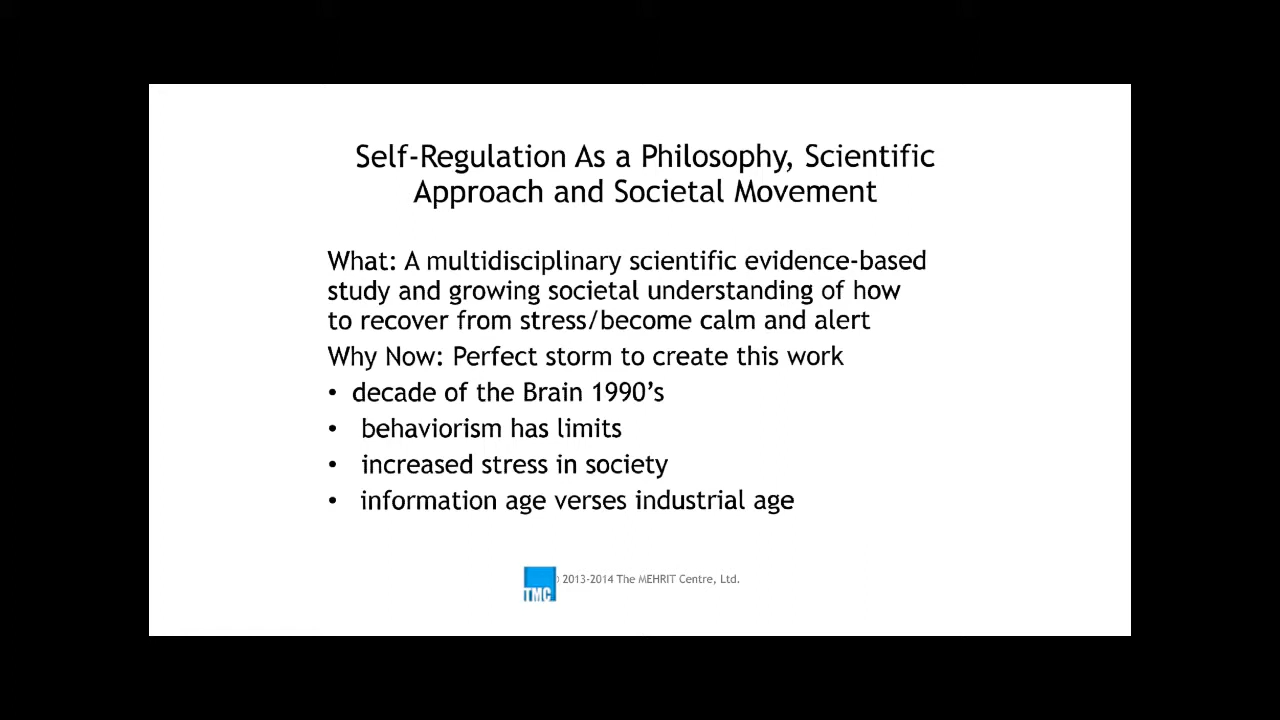 Self-Regulation As a Philosophy, Scientific
Approach and Societal Movement
What: A multidisciplinary scientific evidence-based
study and growing societal understanding of how
to recover from stress/become calm and alert
Why Now: Perfect storm to create this work
• decade of the Brain 1990's
• behaviorism has limits
• increased stress in society
• information age verses industrial age
TMC
© 2013-2014 The MEHRIT Centre, Ltd.